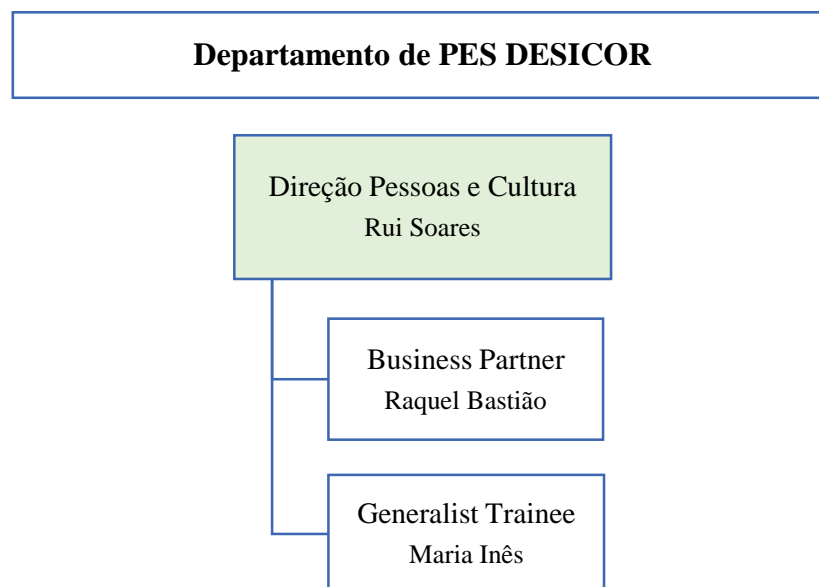 Departamento de PES DESICOR
Direção Pessoas e Cultura
Rui Soares
Business Partner
Raquel Bastião
Generalist Trainee
Maria Inês